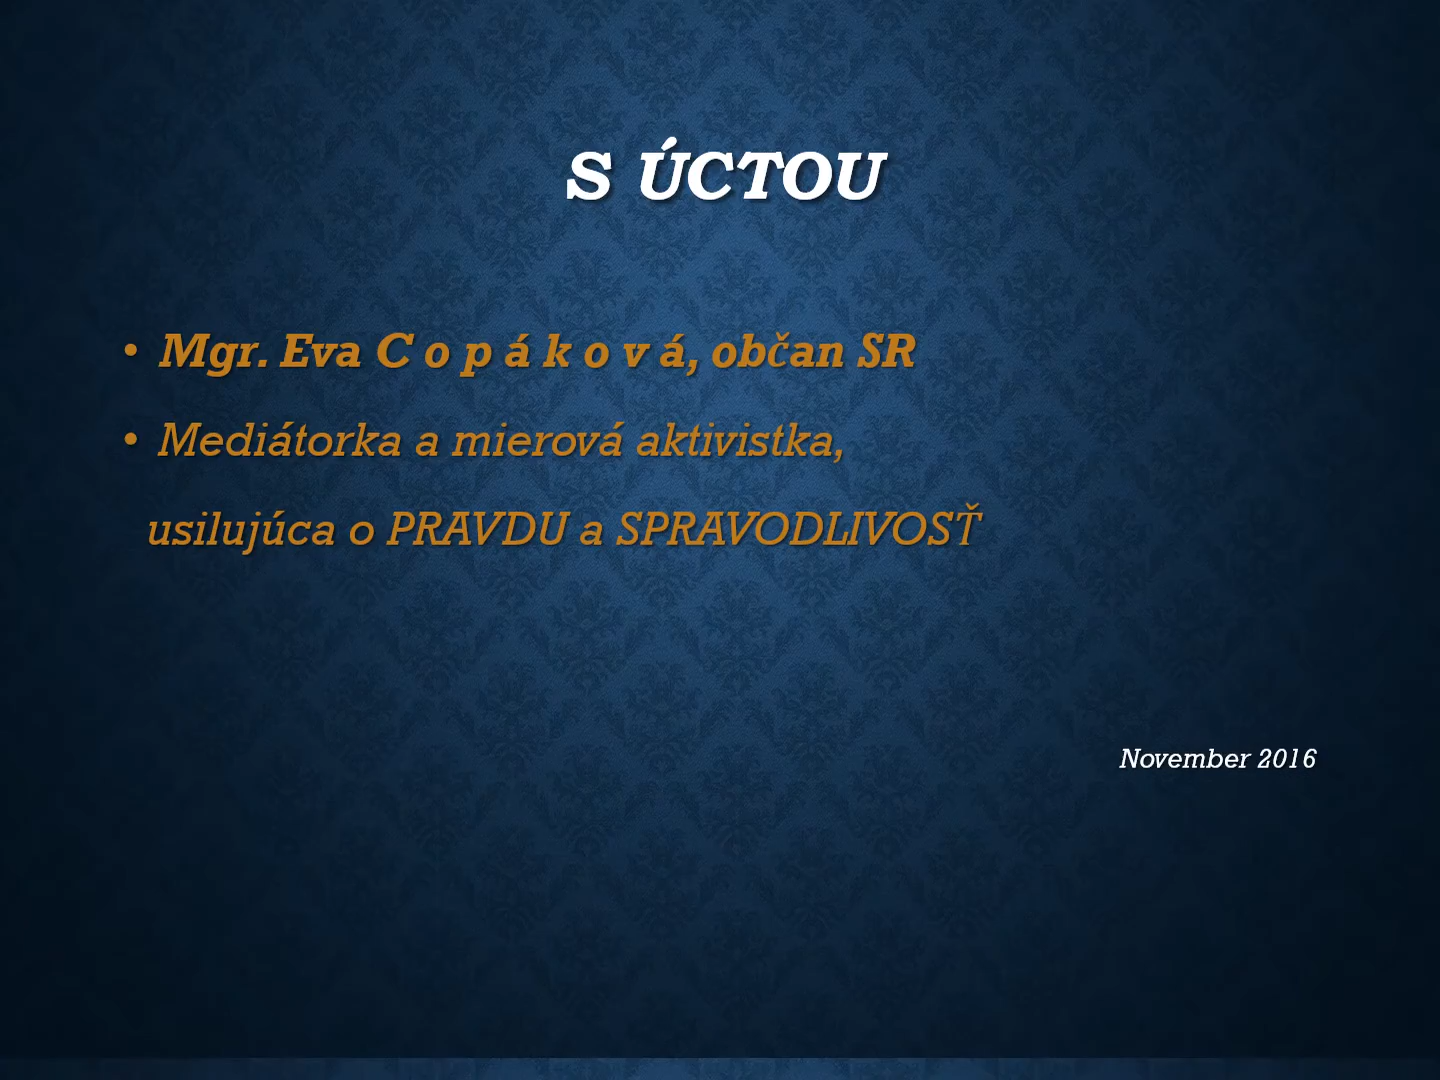 S ÚCTOU
• Mgr. Eva C o p á k o v á, občan SR
• Mediátorka a mierová aktivistka,
usilujúca o PRAVDU a SPRAVODLIVOSŤ
November 2016